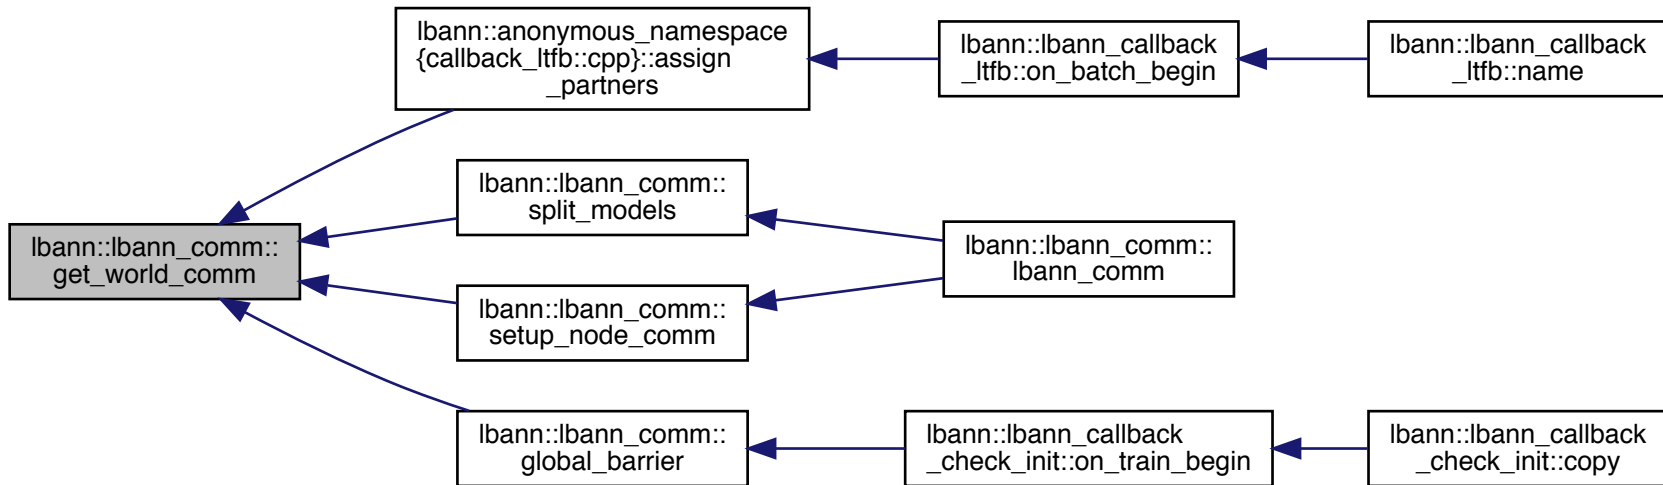 lbann::anonymous_namespace
{callback_ltfb::cpp}::assign
_partners
lbann::lbann_callback
_ltfb::on_batch_begin
lbann::lbann_callback
_ltfb::name
lbann::lbann_comm::
split_models
lbann::lbann_comm::
get_world_comm
lbann::lbann_comm::
lbann_comm
lbann::lbann_comm::
setup_node_comm
lbann::lbann_comm::
global_barrier
lbann::lbann_callback
_check_init::on_train_begin
lbann::lbann_callback
_check_init::copy